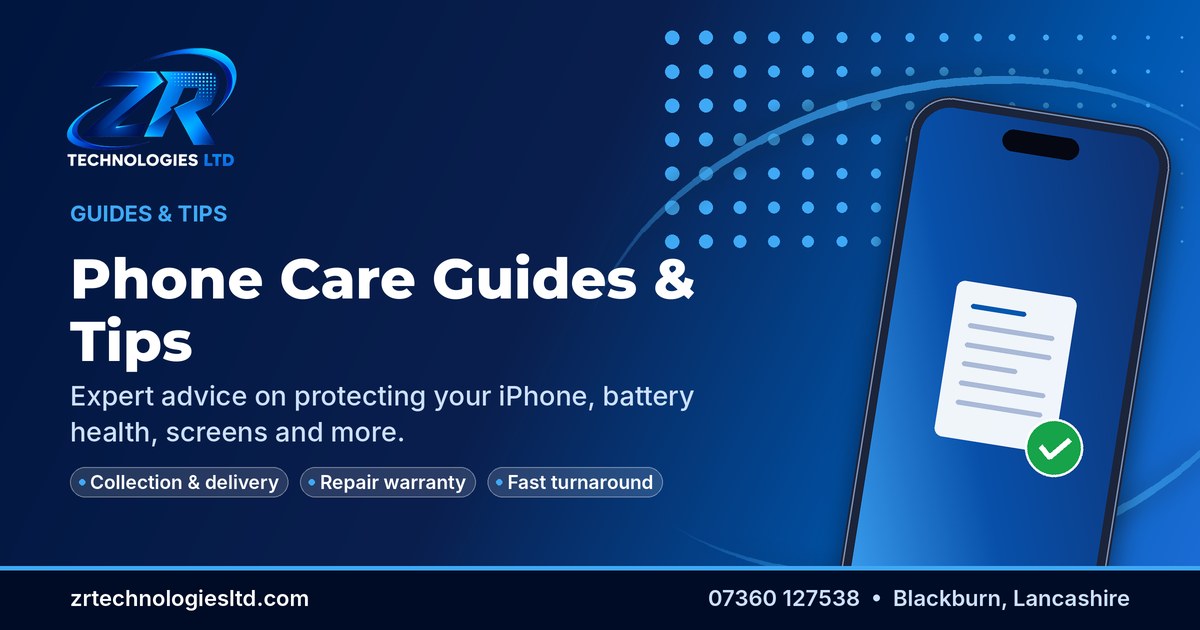 ZR
TECHNOLOGIES LTD
GUIDES & TIPS
Phone Care Guides &
Tips
Expert advice on protecting your iPhone, battery
health, screens and more.
• Collection & delivery • Repair warranty • Fast turnaround
zrtechnologiesltd.com 07360 127538 • Blackburn, Lancashire